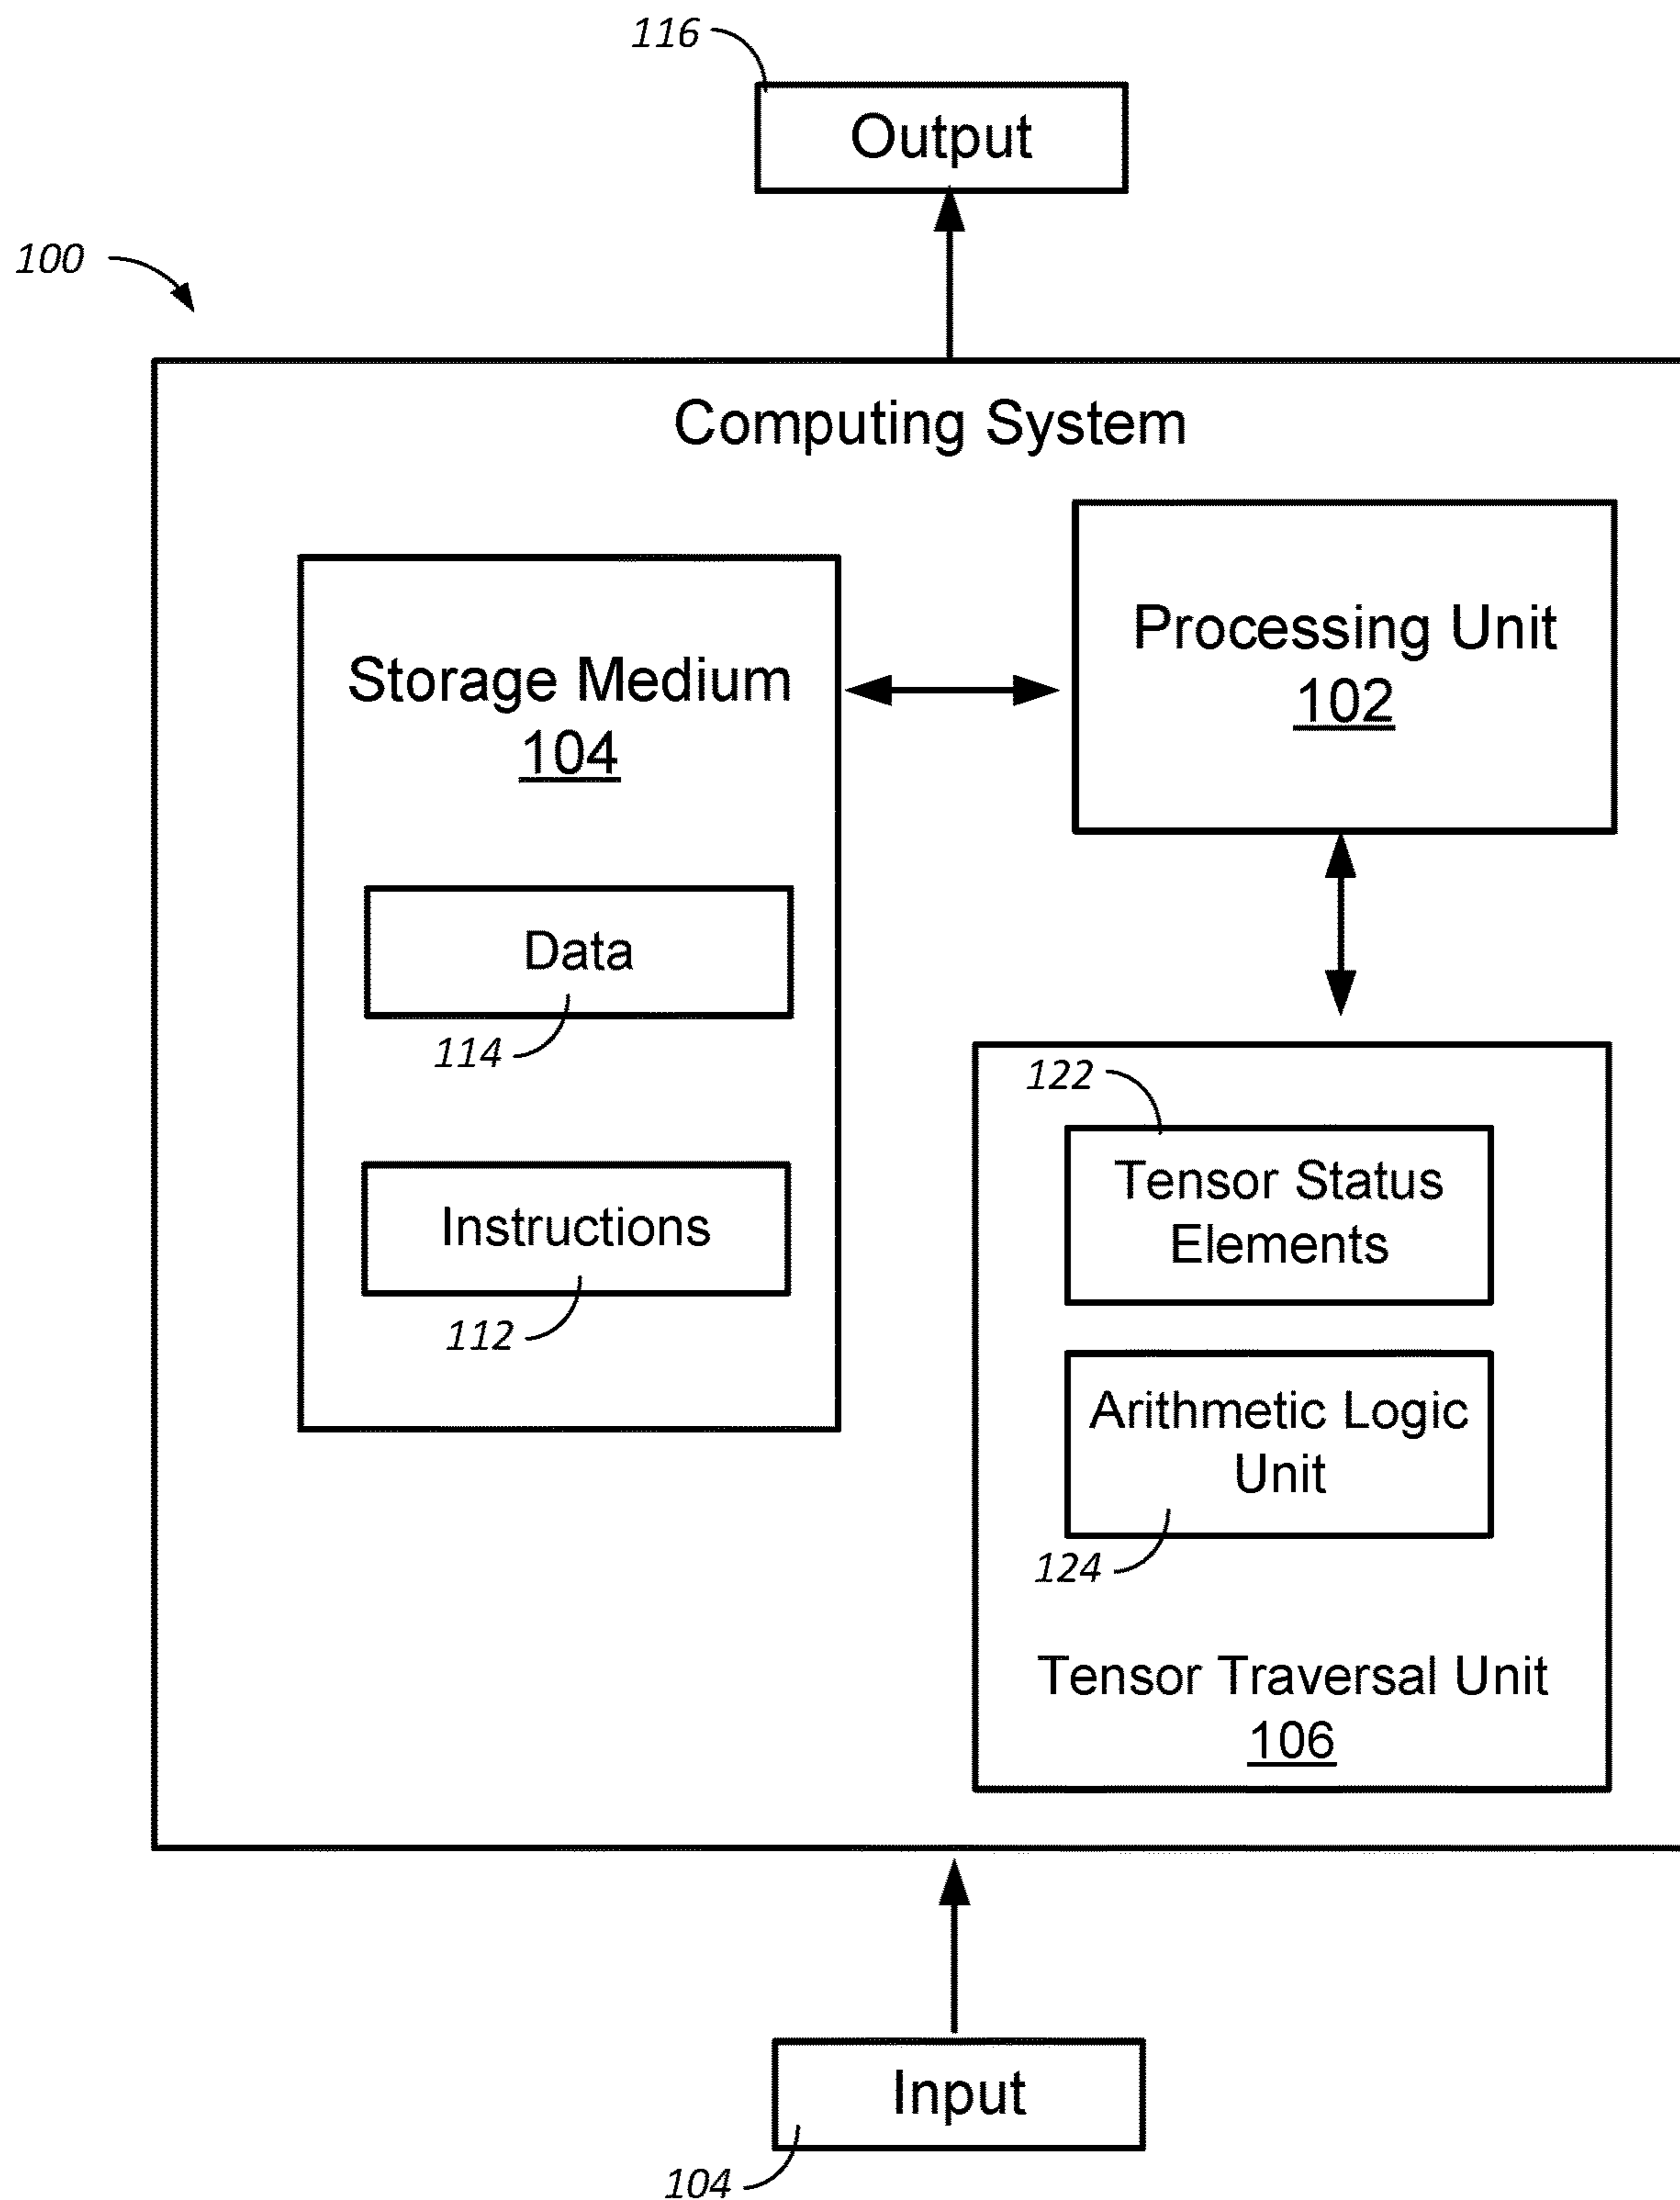 116
Output
100
Computing System
Processing Unit
102
Storage Medium
104
Data
114
Instructions
112
122
Tensor Status
Elements
Arithmetic Logic
Unit
124
Tensor Traversal Unit
106
Input
104